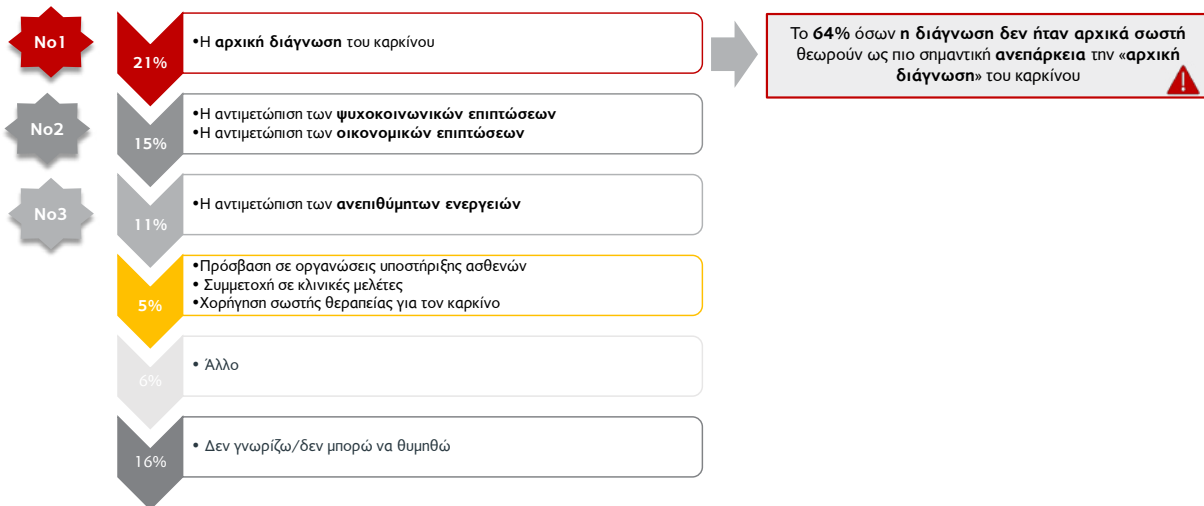 No1
21%
•Η αρχική διάγνωση του καρκίνου
Το 64% όσων η διάγνωση δεν ήταν αρχικά σωστή
θεωρούν ως πιο σημαντική ανεπάρκεια την «αρχική
διάγνωση» του καρκίνου
No2
15%
•Η αντιμετώπιση των ψυχοκοινωνικών επιπτώσεων
•Η αντιμετώπιση των οικονομικών επιπτώσεων
No3
11%
•Η αντιμετώπιση των ανεπιθύμητων ενεργειών
5%
•Πρόσβαση σε οργανώσεις υποστήριξης ασθενών
• Συμμετοχή σε κλινικές μελέτες
•Χορήγηση σωστής θεραπείας για τον καρκίνο
6%
• Άλλο
16%
• Δεν γνωρίζω/δεν μπορώ να θυμηθώ